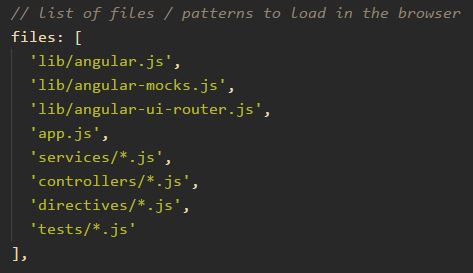 // list of files / patterns to load in the browser
files: [
'lib/angular.js',
'lib/angular-mocks.js',
'lib/angular-ui-router.js',
'app.js',
'services/*.js',
'controllers/*.js',
'directives/*.js',
'tests/*.js'
],